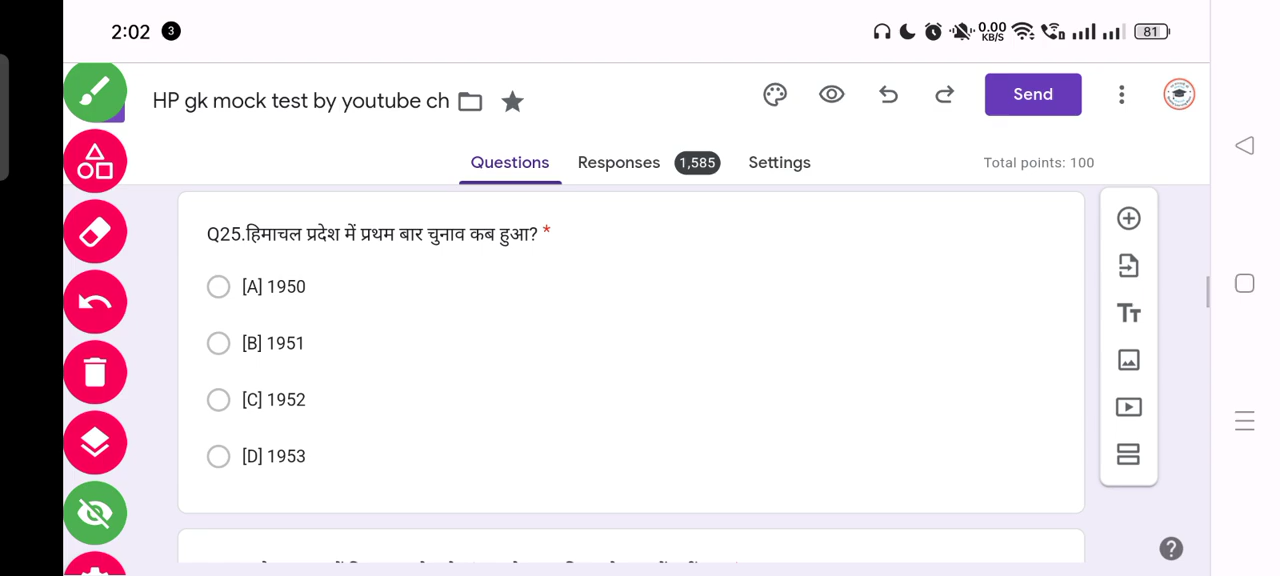 2:02 3 0.00 KB/S 81
HP gk mock test by youtube ch Send
Questions Responses 1,585 Settings Total points: 100
Q25.हिमाचल प्रदेश में प्रथम बार चुनाव कब हुआ? *
[A] 1950
[B] 1951
[C] 1952
[D] 1953